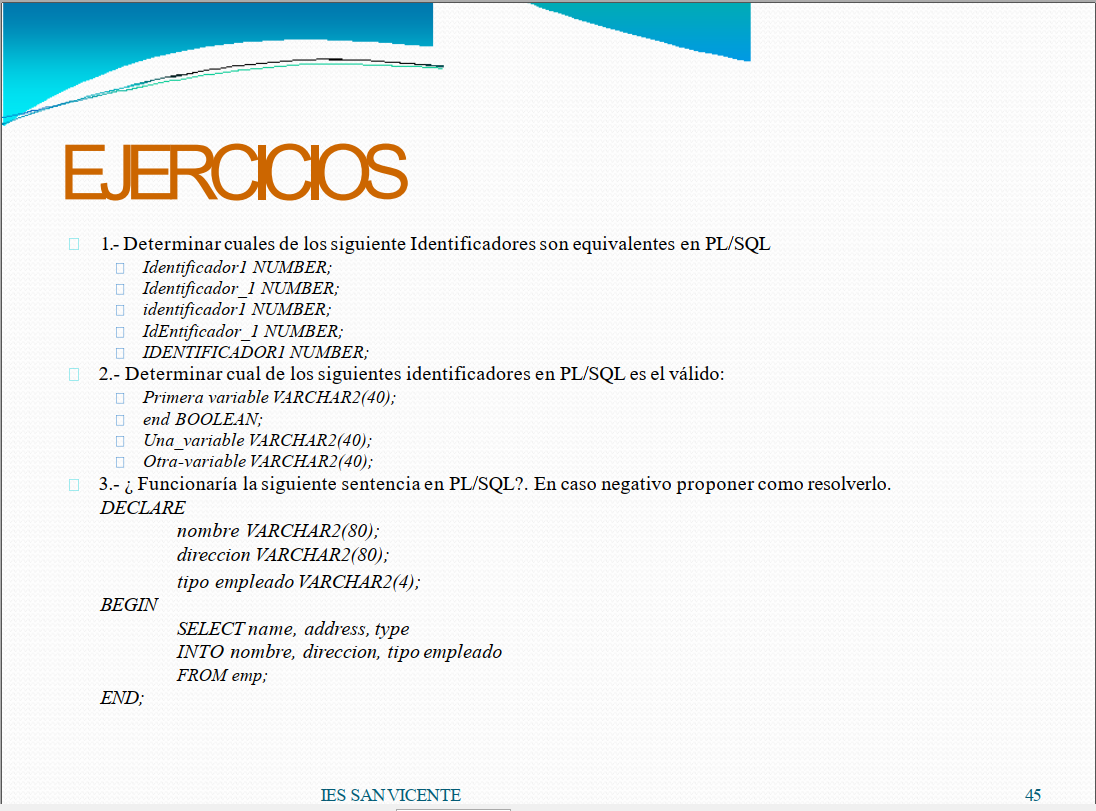 EJERCICIOS
1.- Determinar cuales de los siguiente Identificadores son equivalentes en PL/SQL
Identificador1 NUMBER;
Identificador_1 NUMBER;
identificador1 NUMBER;
IdEntificador_1 NUMBER;
IDENTIFICADOR1 NUMBER;
2.- Determinar cual de los siguientes identificadores en PL/SQL es el válido:
Primera variable VARCHAR2(40);
end BOOLEAN;
Una_variable VARCHAR2(40);
Otra-variable VARCHAR2(40);
3.- ¿ Funcionaría la siguiente sentencia en PL/SQL?. En caso negativo proponer como resolverlo.
DECLARE
nombre VARCHAR2(80);
direccion VARCHAR2(80);
tipo empleado VARCHAR2(4);
BEGIN
SELECT name, address, type
INTO nombre, direccion, tipo empleado
FROM emp;
END;
IES SAN VICENTE
45